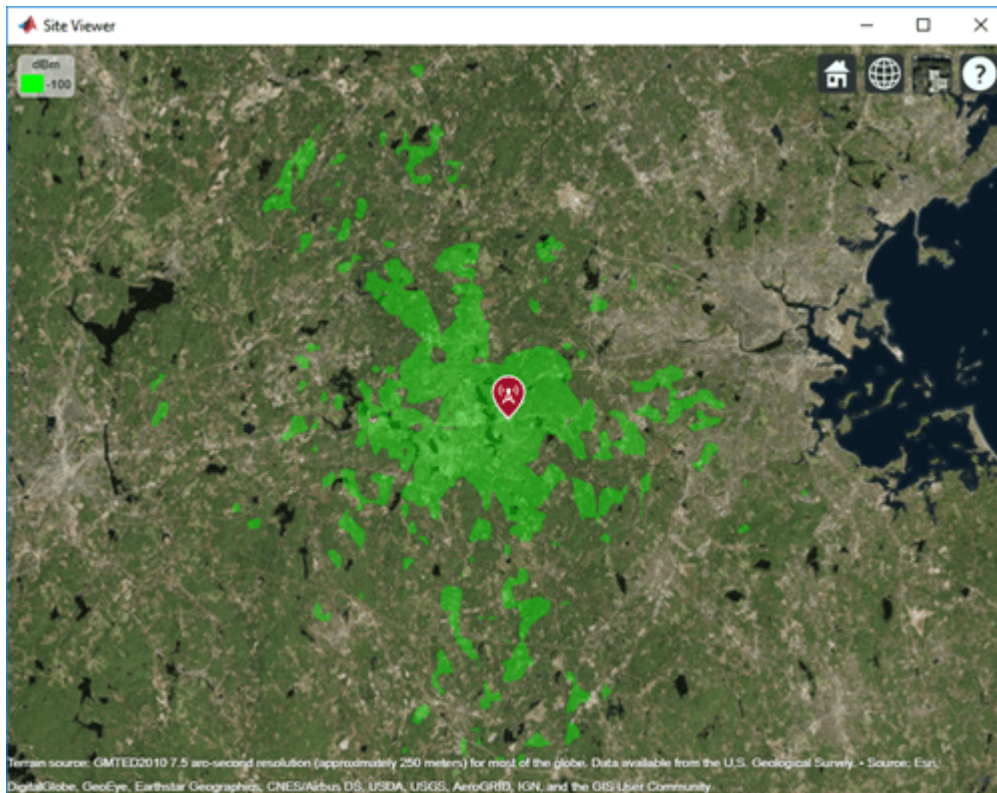 Site Viewer
dBm
-100
?
Terrain source: GMTED2010 7.5 arc-second resolution (approximately 250 meters) for most of the globe. Data available from the U.S. Geological Survey. • Source: Esri,
DigitalGlobe, GeoEye, Earthstar Geographics, CNES/Airbus DS, USDA, USGS, AeroGRID, IGN, and the GIS User Community